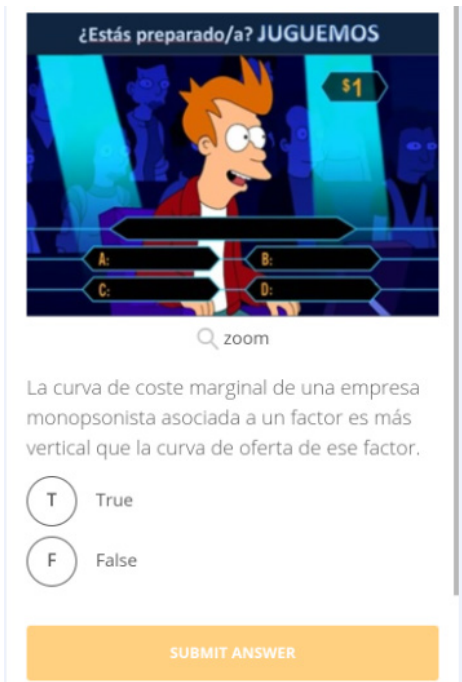 ¿Estás preparado/a? JUGUEMOS
$1
A:
B:
C:
D:
zoom
La curva de coste marginal de una empresa
monopsonista asociada a un factor es más
vertical que la curva de oferta de ese factor.
T True
F False
SUBMIT ANSWER